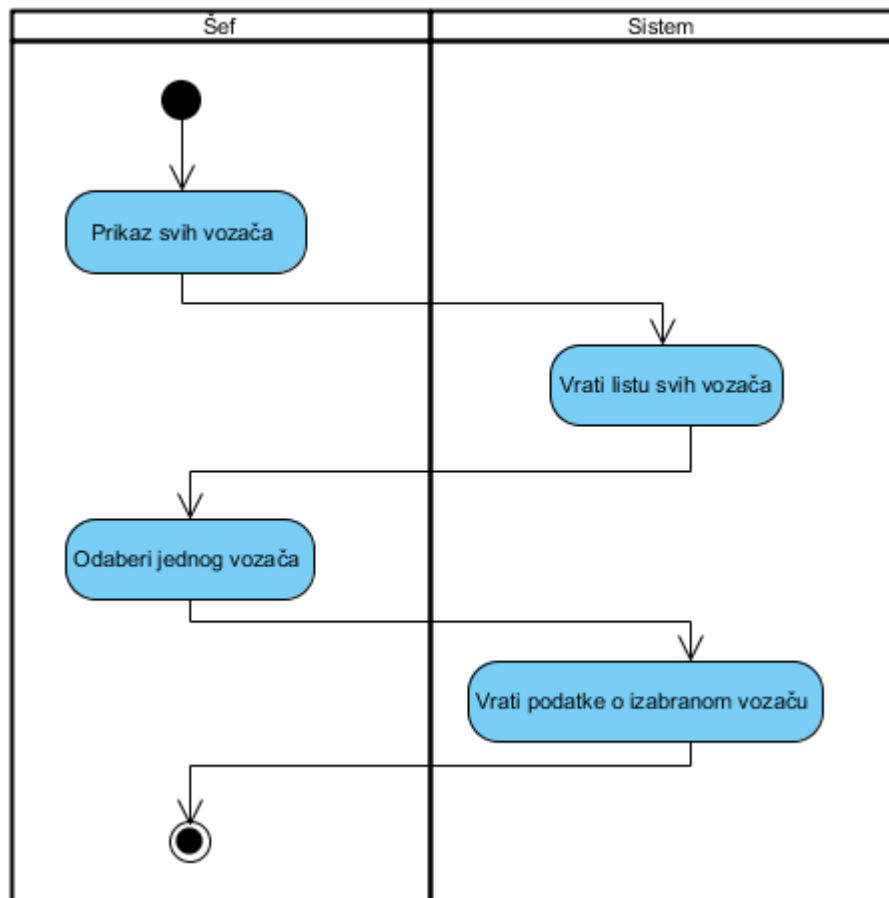 Šef
Sistem
Prikaz svih vozača
Vrati listu svih vozača
Odaberi jednog vozača
Vrati podatke o izabranom vozaču